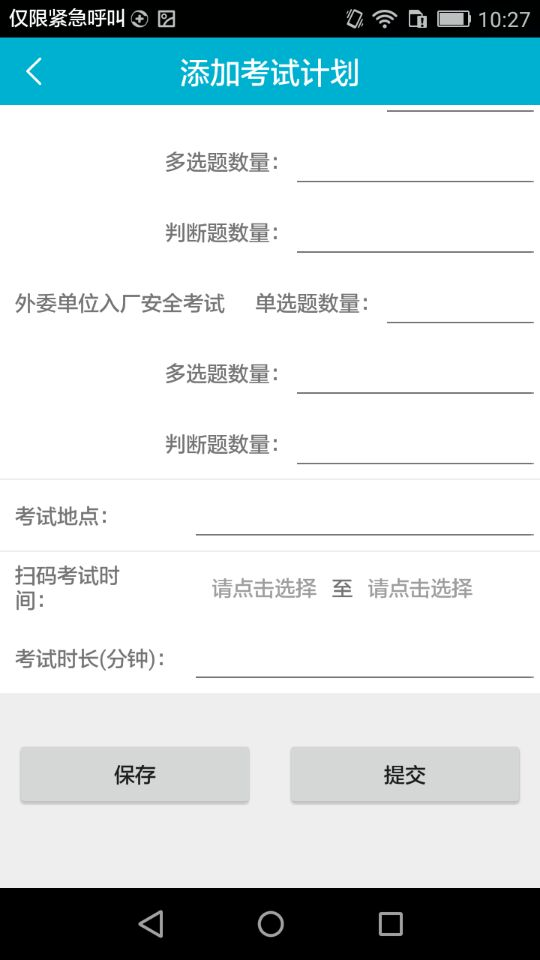 仅限紧急呼叫 10:27
添加考试计划
多选题数量：
判断题数量：
外委单位入厂安全考试 单选题数量：
多选题数量：
判断题数量：
考试地点：
扫码考试时
间： 请点击选择 至 请点击选择
考试时长(分钟)：
保存 提交